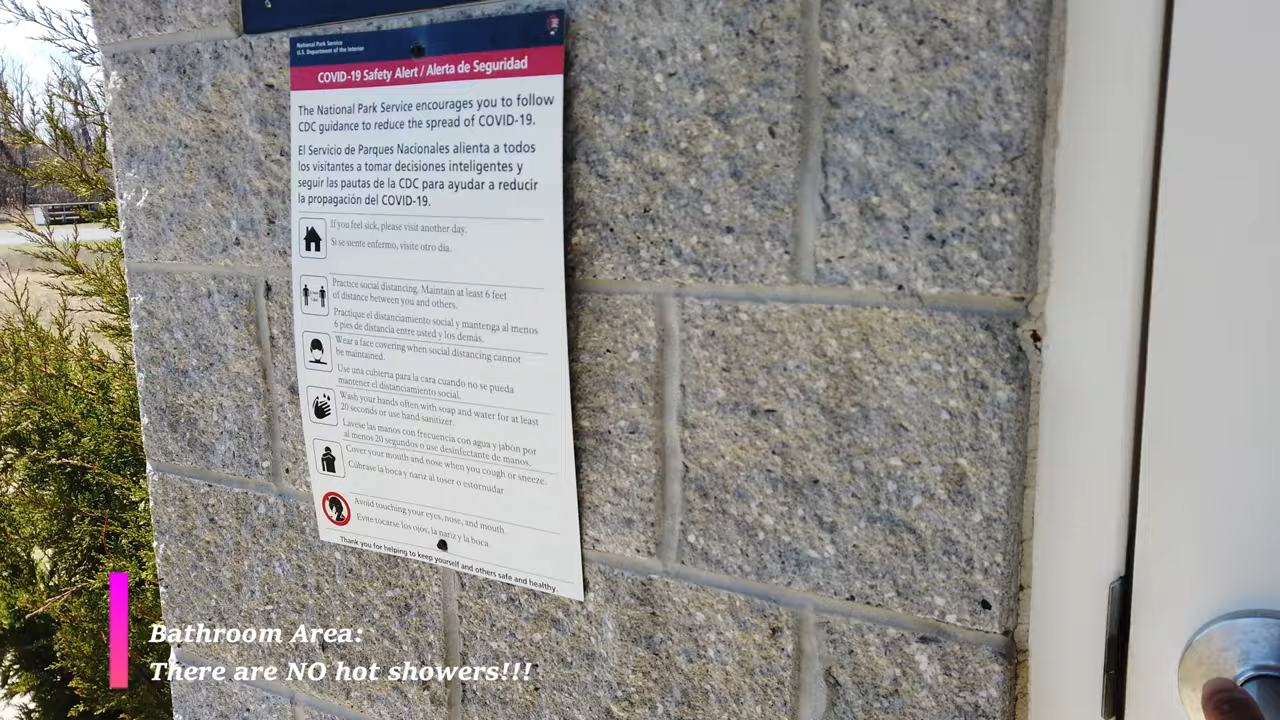 National Park Service
U.S. Department of the Interior
COVID-19 Safety Alert / Alerta de Seguridad
The National Park Service encourages you to follow
CDC guidance to reduce the spread of COVID-19.
El Servicio de Parques Nacionales alienta a todos
los visitantes a tomar decisiones inteligentes y
seguir las pautas de la CDC para ayudar a reducir
la propagación del COVID-19.
If you feel sick, please visit another day.
Si se siente enfermo, visite otro día.
Practice social distancing. Maintain at least 6 feet
of distance between you and others.
Practique el distanciamiento social y mantenga al menos
6 pies de distancia entre usted y los demás.
Wear a face covering when social distancing cannot
be maintained.
Use una cubierta para la cara cuando no se pueda
mantener el distanciamiento social.
Wash your hands often with soap and water for at least
20 seconds or use hand sanitizer.
Lávese las manos con frecuencia con agua y jabón por
al menos 20 segundos o use desinfectante de manos.
Cover your mouth and nose when you cough or sneeze.
Cúbrase la boca y nariz al toser o estornudar
Avoid touching your eyes, nose, and mouth.
Evite tocarse los ojos, la nariz y la boca.
Thank you for helping to keep yourself and others safe and healthy.
Bathroom Area:
There are NO hot showers!!!